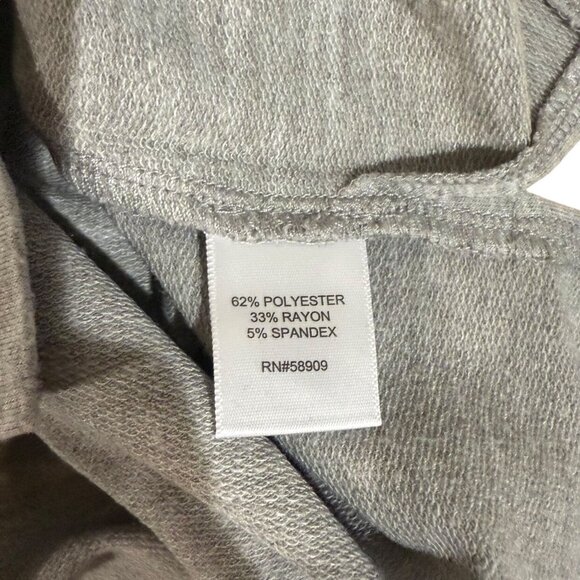 62% POLYESTER
33% RAYON
5% SPANDEX
RN#58909